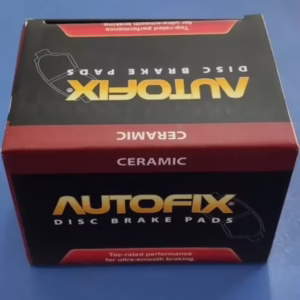 Top-rated performance
for ultra-smooth braking
DISC BRAKE PADS
AUTOFIX
CERAMIC
CERAMIC
AUTOFIX
DISC BRAKE PADS
Top-rated performance
for ultra-smooth braking.